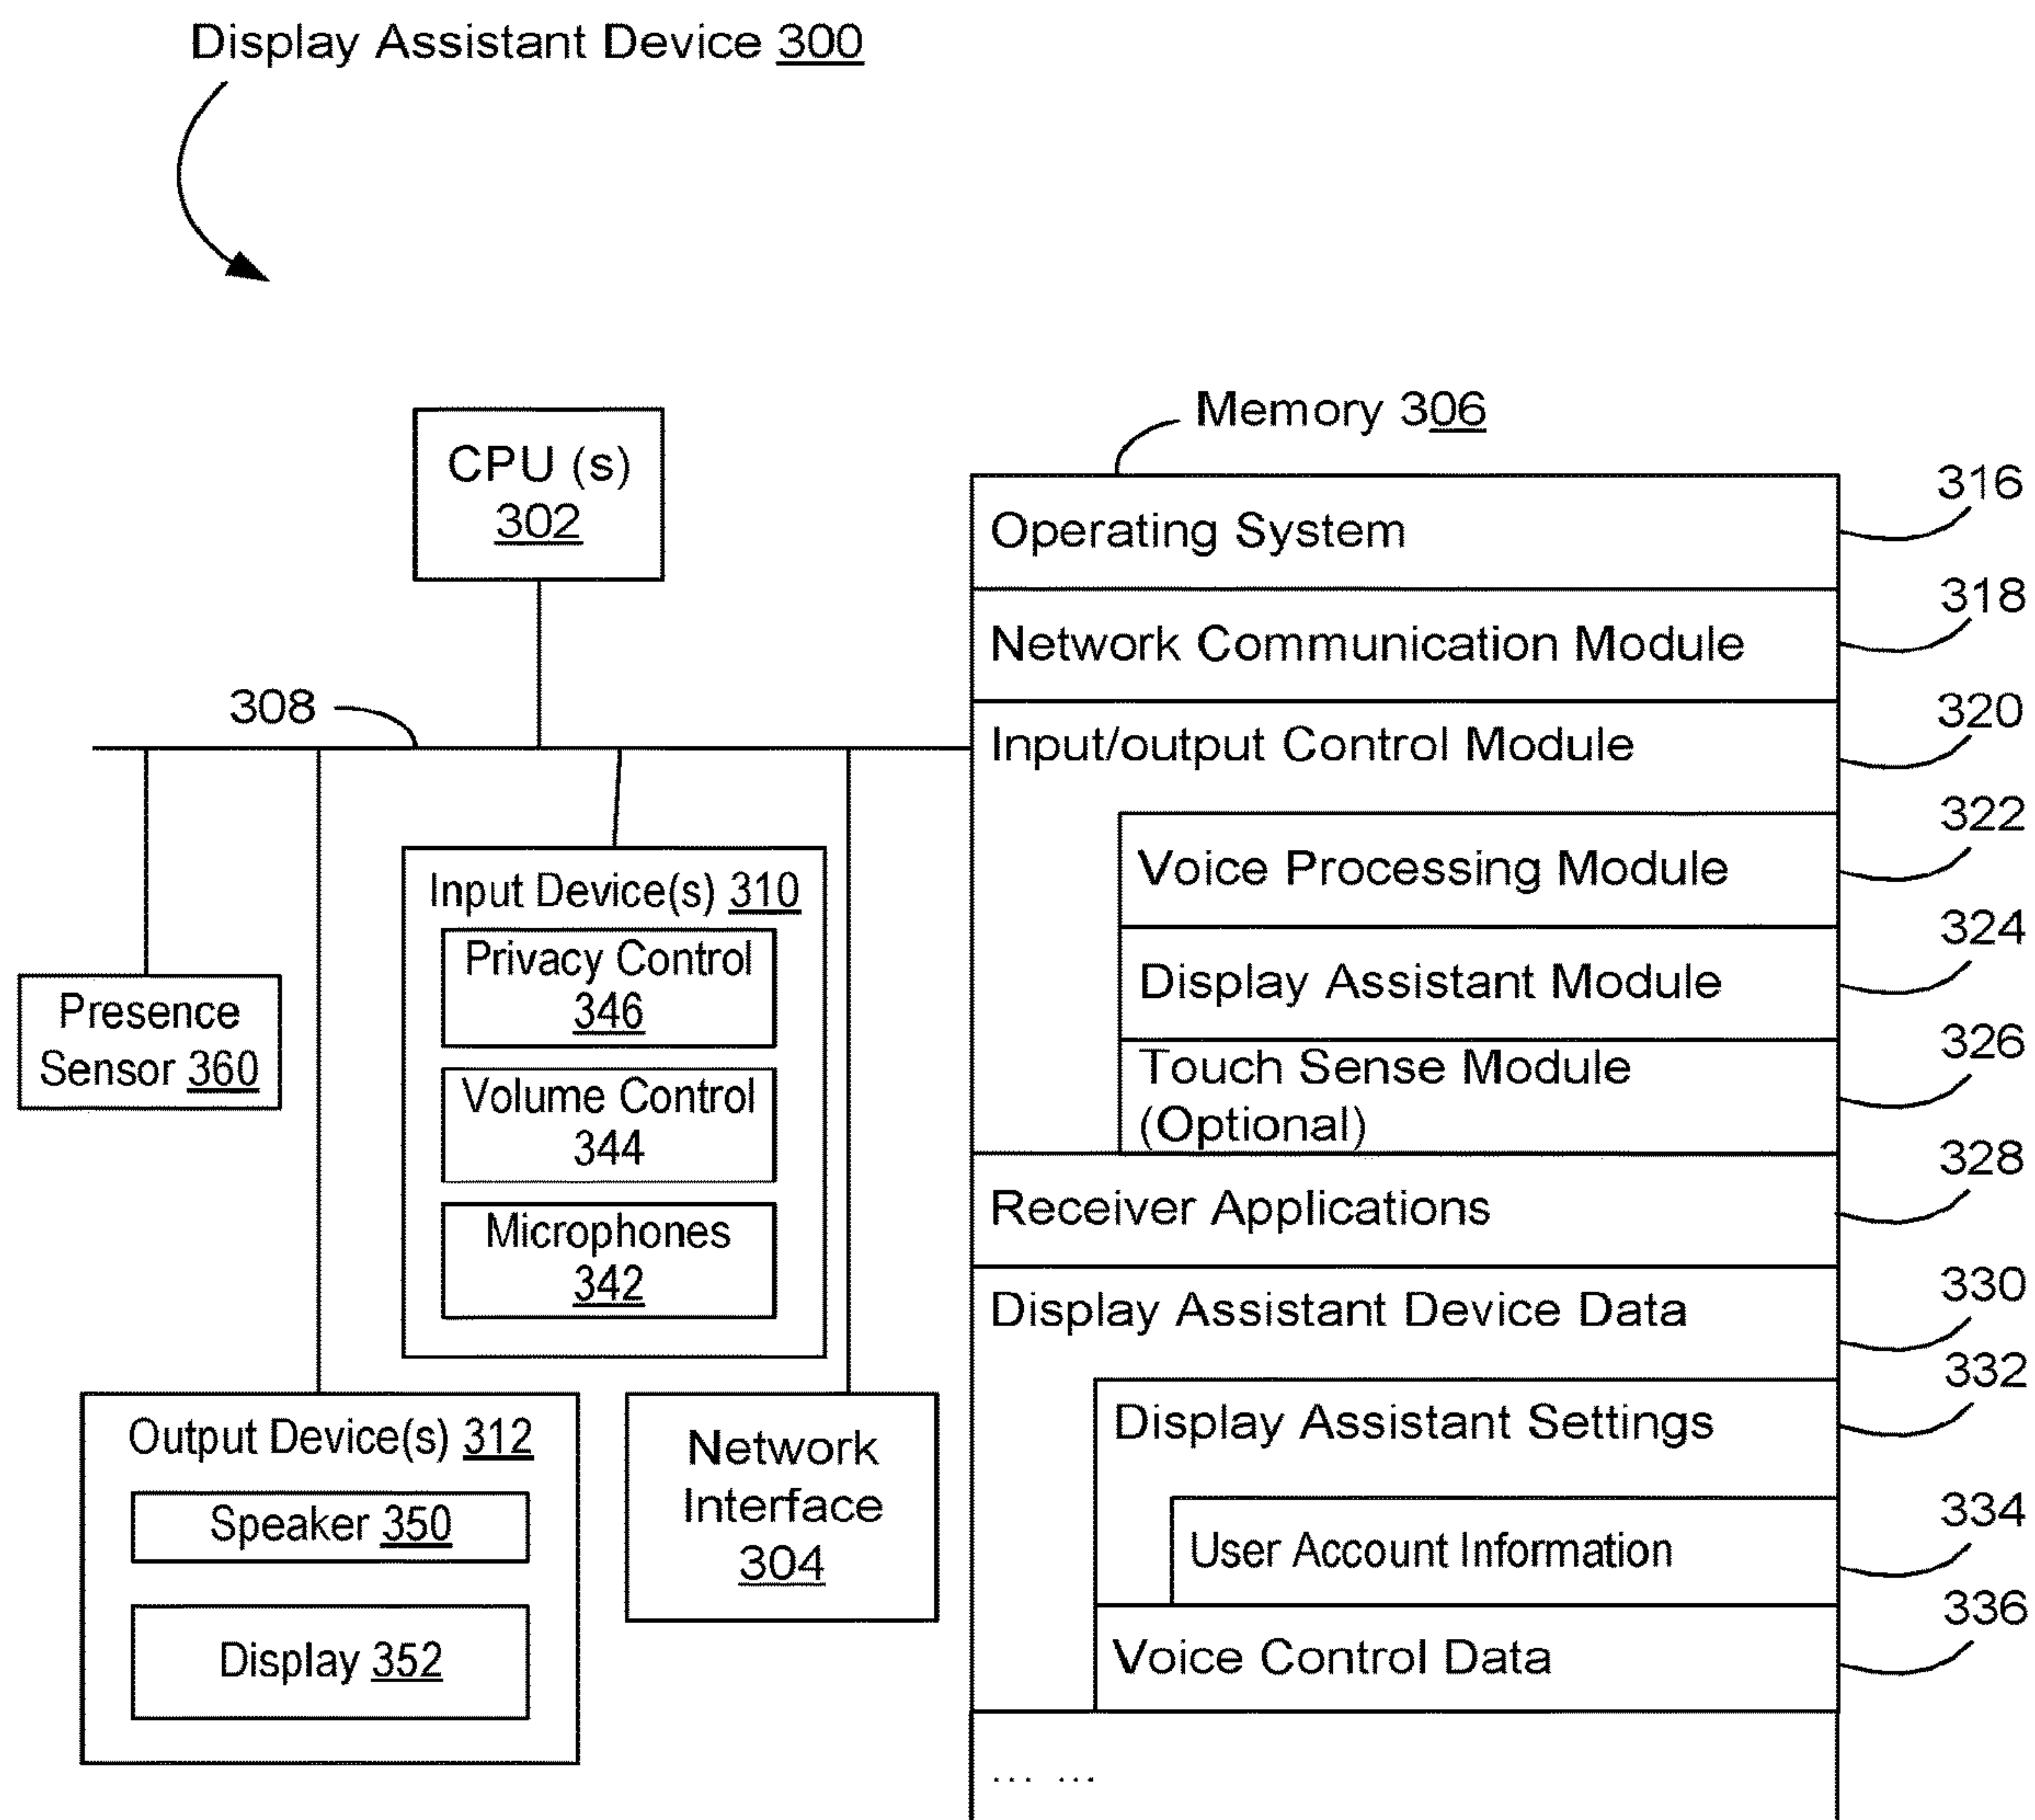 Display Assistant Device 300
CPU (s)
302
308
Presence
Sensor 360
Input Device(s) 310
Privacy Control
346
Volume Control
344
Microphones
342
Output Device(s) 312
Speaker 350
Display 352
Network
Interface
304
Memory 306
Operating System
316
Network Communication Module
318
Input/output Control Module
320
Voice Processing Module
322
Display Assistant Module
324
Touch Sense Module
(Optional)
326
Receiver Applications
328
Display Assistant Device Data
330
Display Assistant Settings
332
User Account Information
334
Voice Control Data
336
... ...